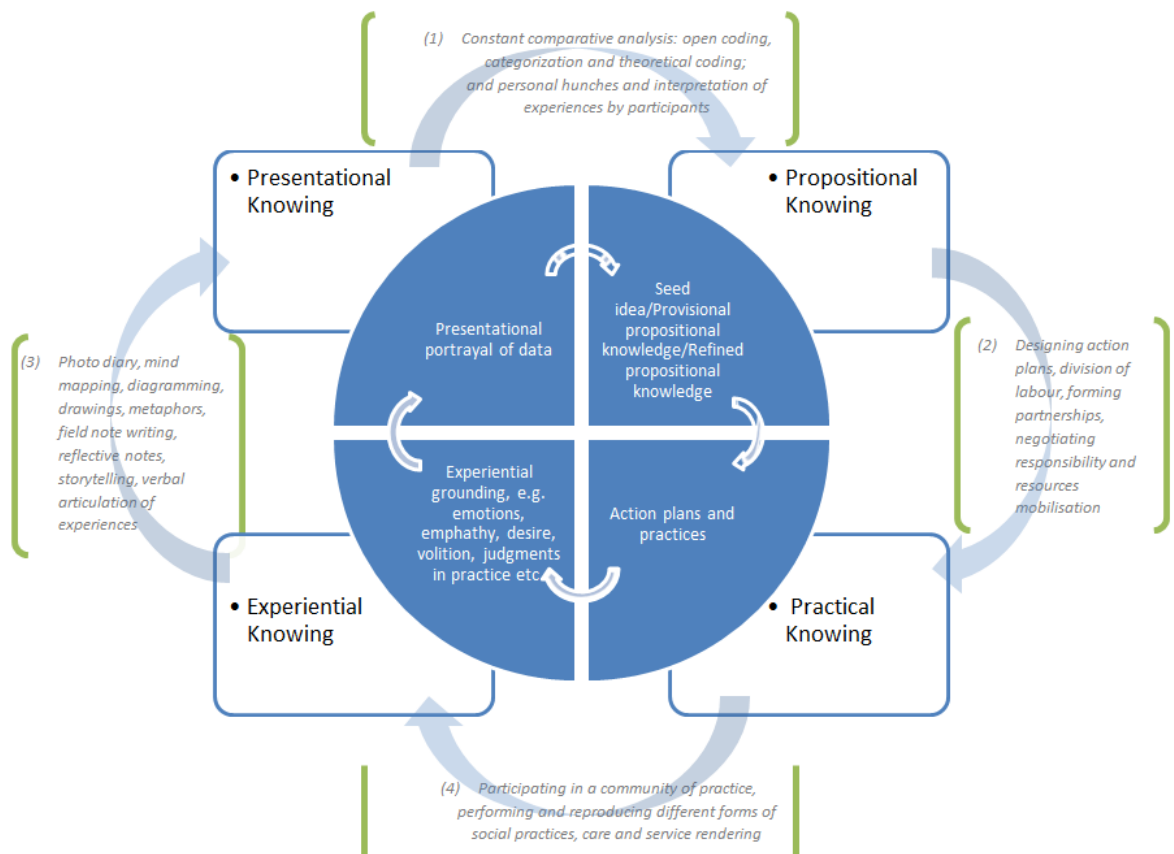 (1) Constant comparative analysis: open coding,
categorization and theoretical coding;
and personal hunches and interpretation of
experiences by participants
• Presentational
Knowing
• Propositional
Knowing
Presentational
portrayal of data
Seed
idea/Provisional
propositional
knowledge/Refined
propositional
knowledge
(3) Photo diary, mind
mapping, diagramming,
drawings, metaphors,
field note writing,
reflective notes,
storytelling, verbal
articulation of
experiences
(2) Designing action
plans, division of
labour, forming
partnerships,
negotiating
responsibility and
resources
mobilisation
Experiential
grounding, e.g.
emotions,
emphathy, desire,
volition, judgments
in practice etc.
Action plans and
practices
• Experiential
Knowing
• Practical
Knowing
(4) Participating in a community of practice,
performing and reproducing different forms of
social practices, care and service rendering